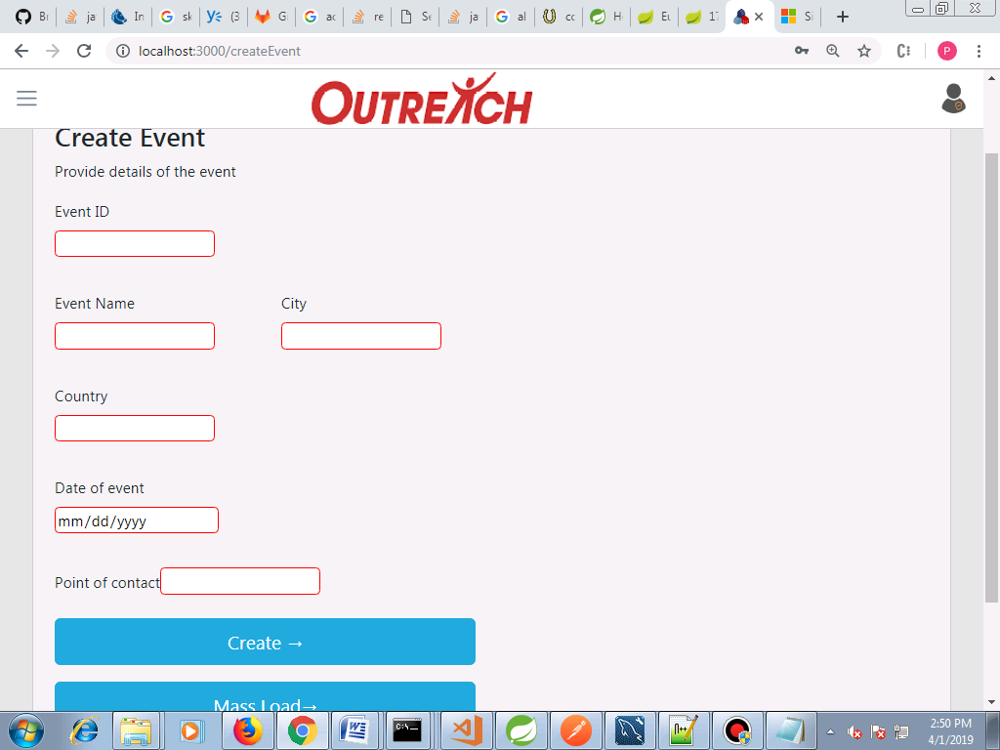 Br
ja
In
sk
(3
G
ac
re
Se
ja
al
cc
H
Eu
17
Si
localhost:3000/createEvent
P
OUTREACH
Create Event
Provide details of the event
Event ID
Event Name City
Country
Date of event
mm/dd/yyyy
Point of contact
Create →
Mass Load→
2:50 PM
4/1/2019